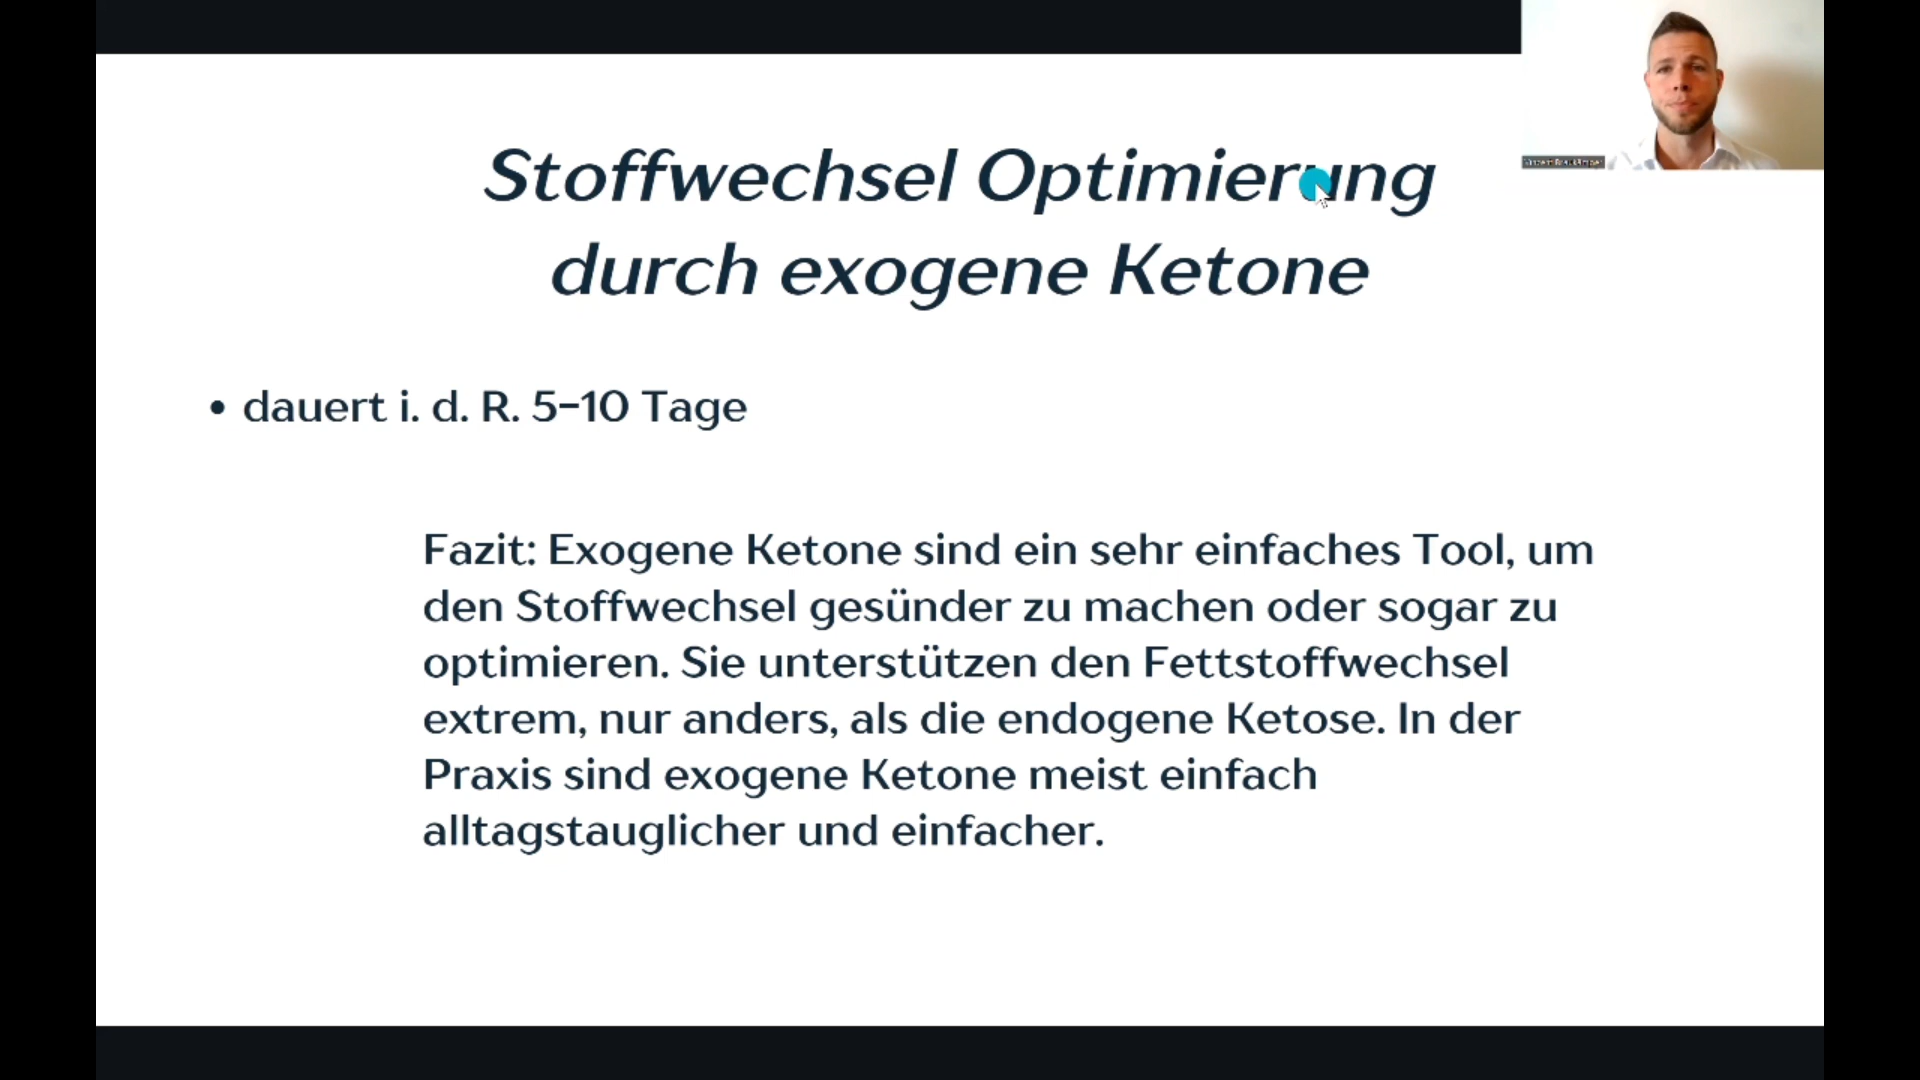 Stoffwechsel Optimierung
durch exogene Ketone
• dauert i. d. R. 5-10 Tage
Fazit: Exogene Ketone sind ein sehr einfaches Tool, um
den Stoffwechsel gesünder zu machen oder sogar zu
optimieren. Sie unterstützen den Fettstoffwechsel
extrem, nur anders, als die endogene Ketose. In der
Praxis sind exogene Ketone meist einfach
alltagstauglicher und einfacher.